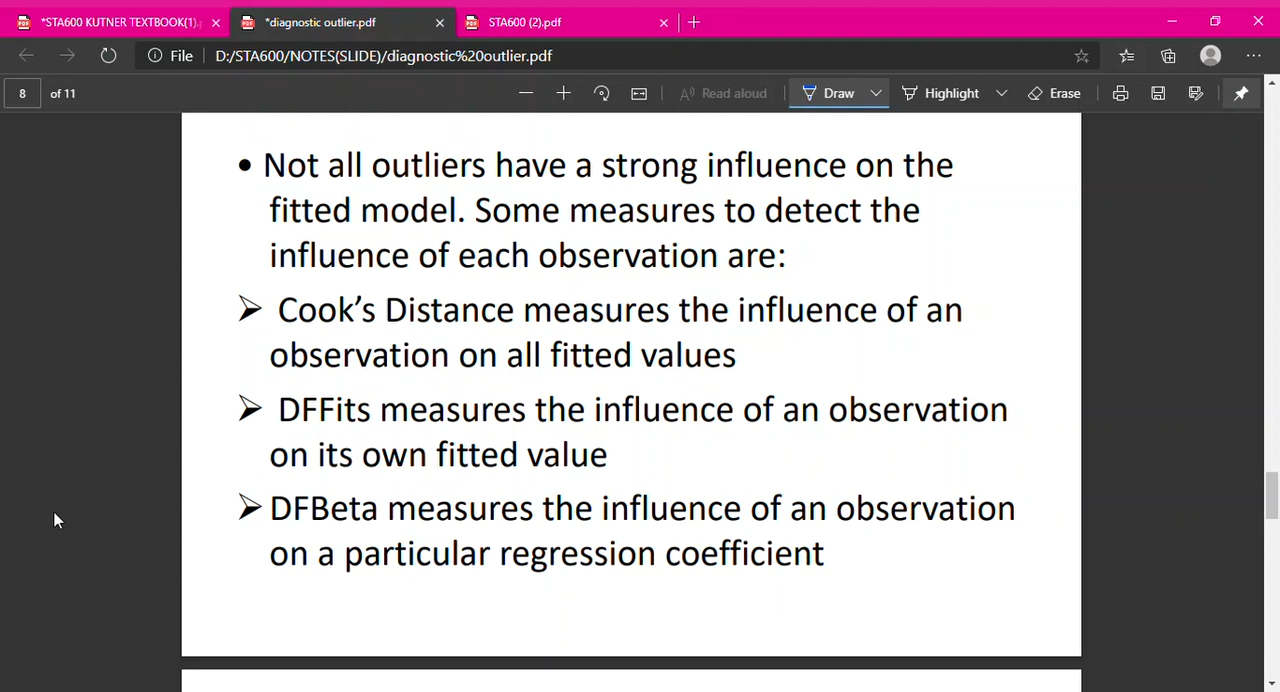 *STA600 KUTNER TEXTBOOK(1).
*diagnostic outlier.pdf
STA600 (2).pdf
File
D:/STA600/NOTES(SLIDE)/diagnostic%20outlier.pdf
8
of 11
A
Read aloud
Draw
Highlight
Erase
• Not all outliers have a strong influence on the
fitted model. Some measures to detect the
influence of each observation are:
➢ Cook's Distance measures the influence of an
observation on all fitted values
➢ DFFits measures the influence of an observation
on its own fitted value
➢ DFBeta measures the influence of an observation
on a particular regression coefficient